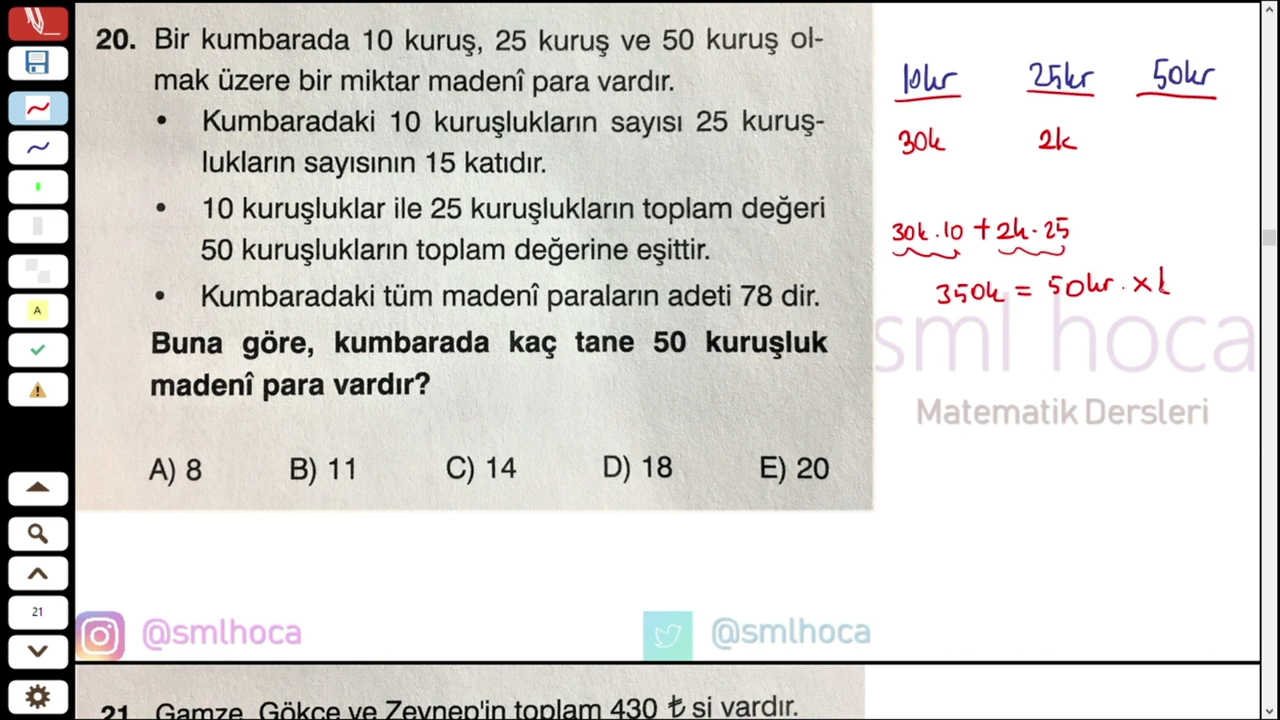 20. Bir kumbarada 10 kuruş, 25 kuruş ve 50 kuruş ol-
mak üzere bir miktar madenî para vardır.
• Kumbaradaki 10 kuruşlukların sayısı 25 kuruş-
lukların sayısının 15 katıdır.
• 10 kuruşluklar ile 25 kuruşlukların toplam değeri
50 kuruşlukların toplam değerine eşittir.
• Kumbaradaki tüm madenî paraların adeti 78 dir.
Buna göre, kumbarada kaç tane 50 kuruşluk
madenî para vardır?
A) 8 B) 11 C) 14 D) 18 E) 20
10kr 25kr 50kr
30k 2k
30k.10 + 2k.25
350k = 50kr. x
sml hoca
Matematik Dersleri
@smlhoca @smlhoca
21. Gamze, Gökçe ve Zeynep'in toplam 430 ₺ si vardır.
A
21